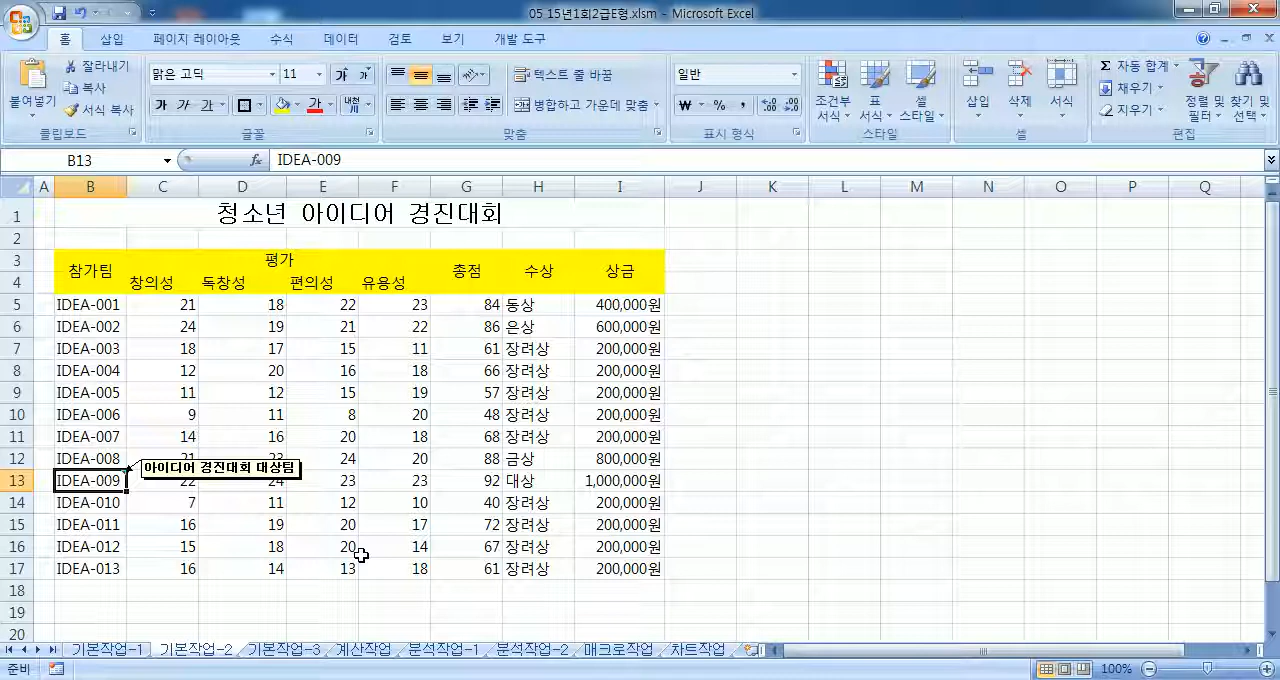 05 15년1회2급E형.xlsm - Microsoft Excel
홈 삽입 페이지 레이아웃 수식 데이터 검토 보기 개발 도구
붙여넣기 잘라내기 복사 서식 복사 클립보드
맑은 고딕 11 가 가 가 가 가 가 내천 글꼴
텍스트 줄 바꿈 병합하고 가운데 맞춤 맞춤
일반 ₩ % , 표시 형식
조건부 서식 표 서식 셀 스타일 스타일
삽입 삭제 서식 셀
Σ 자동 합계 채우기 지우기 정렬 및 필터 찾기 및 선택 편집
B13 fx IDEA-009
A B C D E F G H I J K L M N O P Q
1 청소년 아이디어 경진대회
2
3 참가팀 평가 총점 수상 상금
4 창의성 독창성 편의성 유용성
5 IDEA-001 21 18 22 23 84 동상 400,000원
6 IDEA-002 24 19 21 22 86 은상 600,000원
7 IDEA-003 18 17 15 11 61 장려상 200,000원
8 IDEA-004 12 20 16 18 66 장려상 200,000원
9 IDEA-005 11 12 15 19 57 장려상 200,000원
10 IDEA-006 9 11 8 20 48 장려상 200,000원
11 IDEA-007 14 16 20 18 68 장려상 200,000원
12 IDEA-008 21 23 24 20 88 금상 800,000원
아이디어 경진대회 대상팀
13 IDEA-009 22 24 23 23 92 대상 1,000,000원
14 IDEA-010 7 11 12 10 40 장려상 200,000원
15 IDEA-011 16 19 20 17 72 장려상 200,000원
16 IDEA-012 15 18 20 14 67 장려상 200,000원
17 IDEA-013 16 14 13 18 61 장려상 200,000원
18
19
20
기본작업-1 기본작업-2 기본작업-3 계산작업 분석작업-1 분석작업-2 매크로작업 차트작업
준비 100%